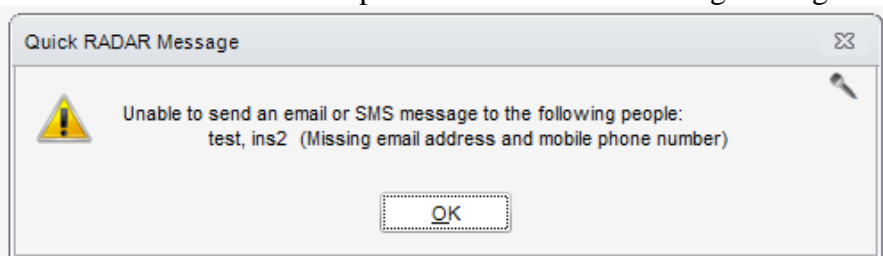 Quick RADAR Message
Unable to send an email or SMS message to the following people:
test, ins2 (Missing email address and mobile phone number)
OK